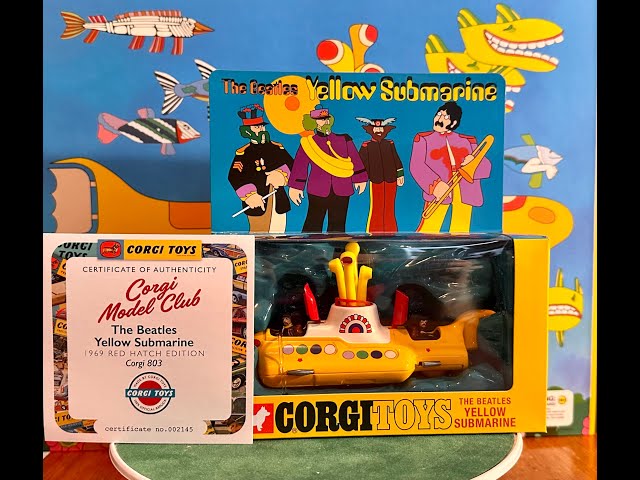 The Beatles Yellow Submarine
CORGI TOYS
CERTIFICATE OF AUTHENTICITY
Corgi
Model Club
The Beatles
Yellow Submarine
1969 RED HATCH EDITION
Corgi 803
CORGI TOYS
certificate no.002145
CORGI TOYS
THE BEATLES
YELLOW
SUBMARINE